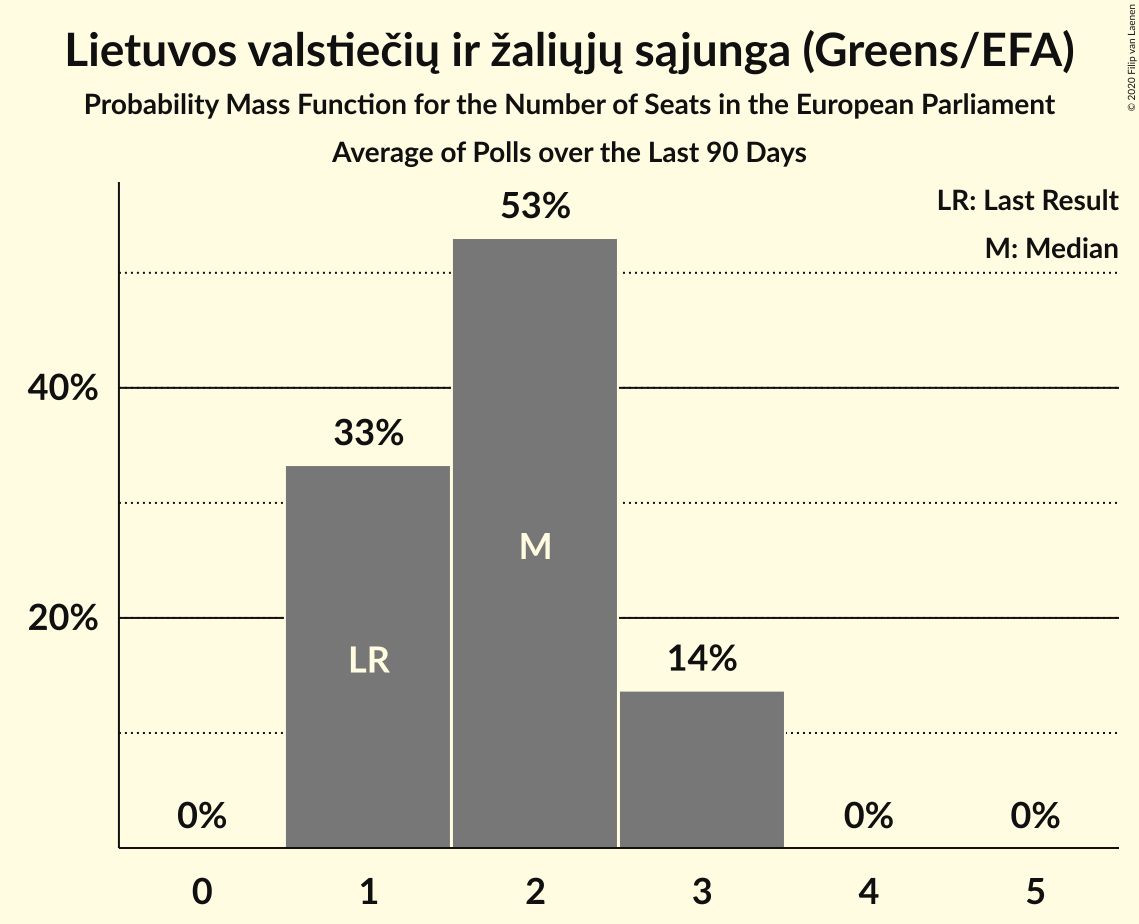 Lietuvos valstiečių ir žaliųjų sąjunga (Greens/EFA)
Probability Mass Function for the Number of Seats in the European Parliament
Average of Polls over the Last 90 Days
© 2020 Filip van Laenen
LR: Last Result
M: Median
53%
40%
33%
M
20%
LR
14%
0%
0%
0%
0 1 2 3 4 5